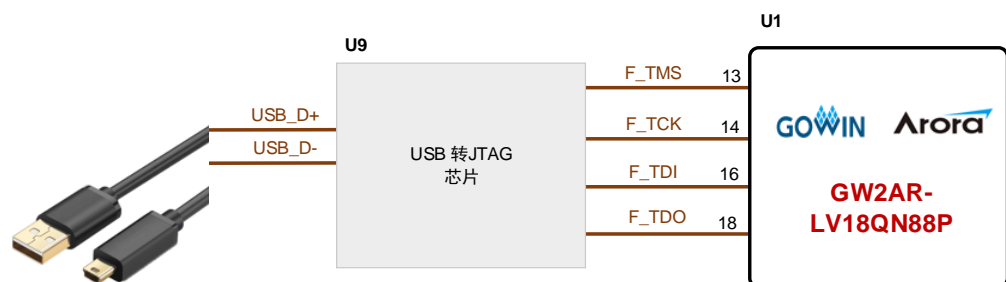 U1
U9
F_TMS 13
USB_D+
F_TCK 14
USB_D-
USB 转JTAG
芯片
F_TDI 16
F_TDO 18
GOWIN Arora
GW2AR-
LV18QN88P